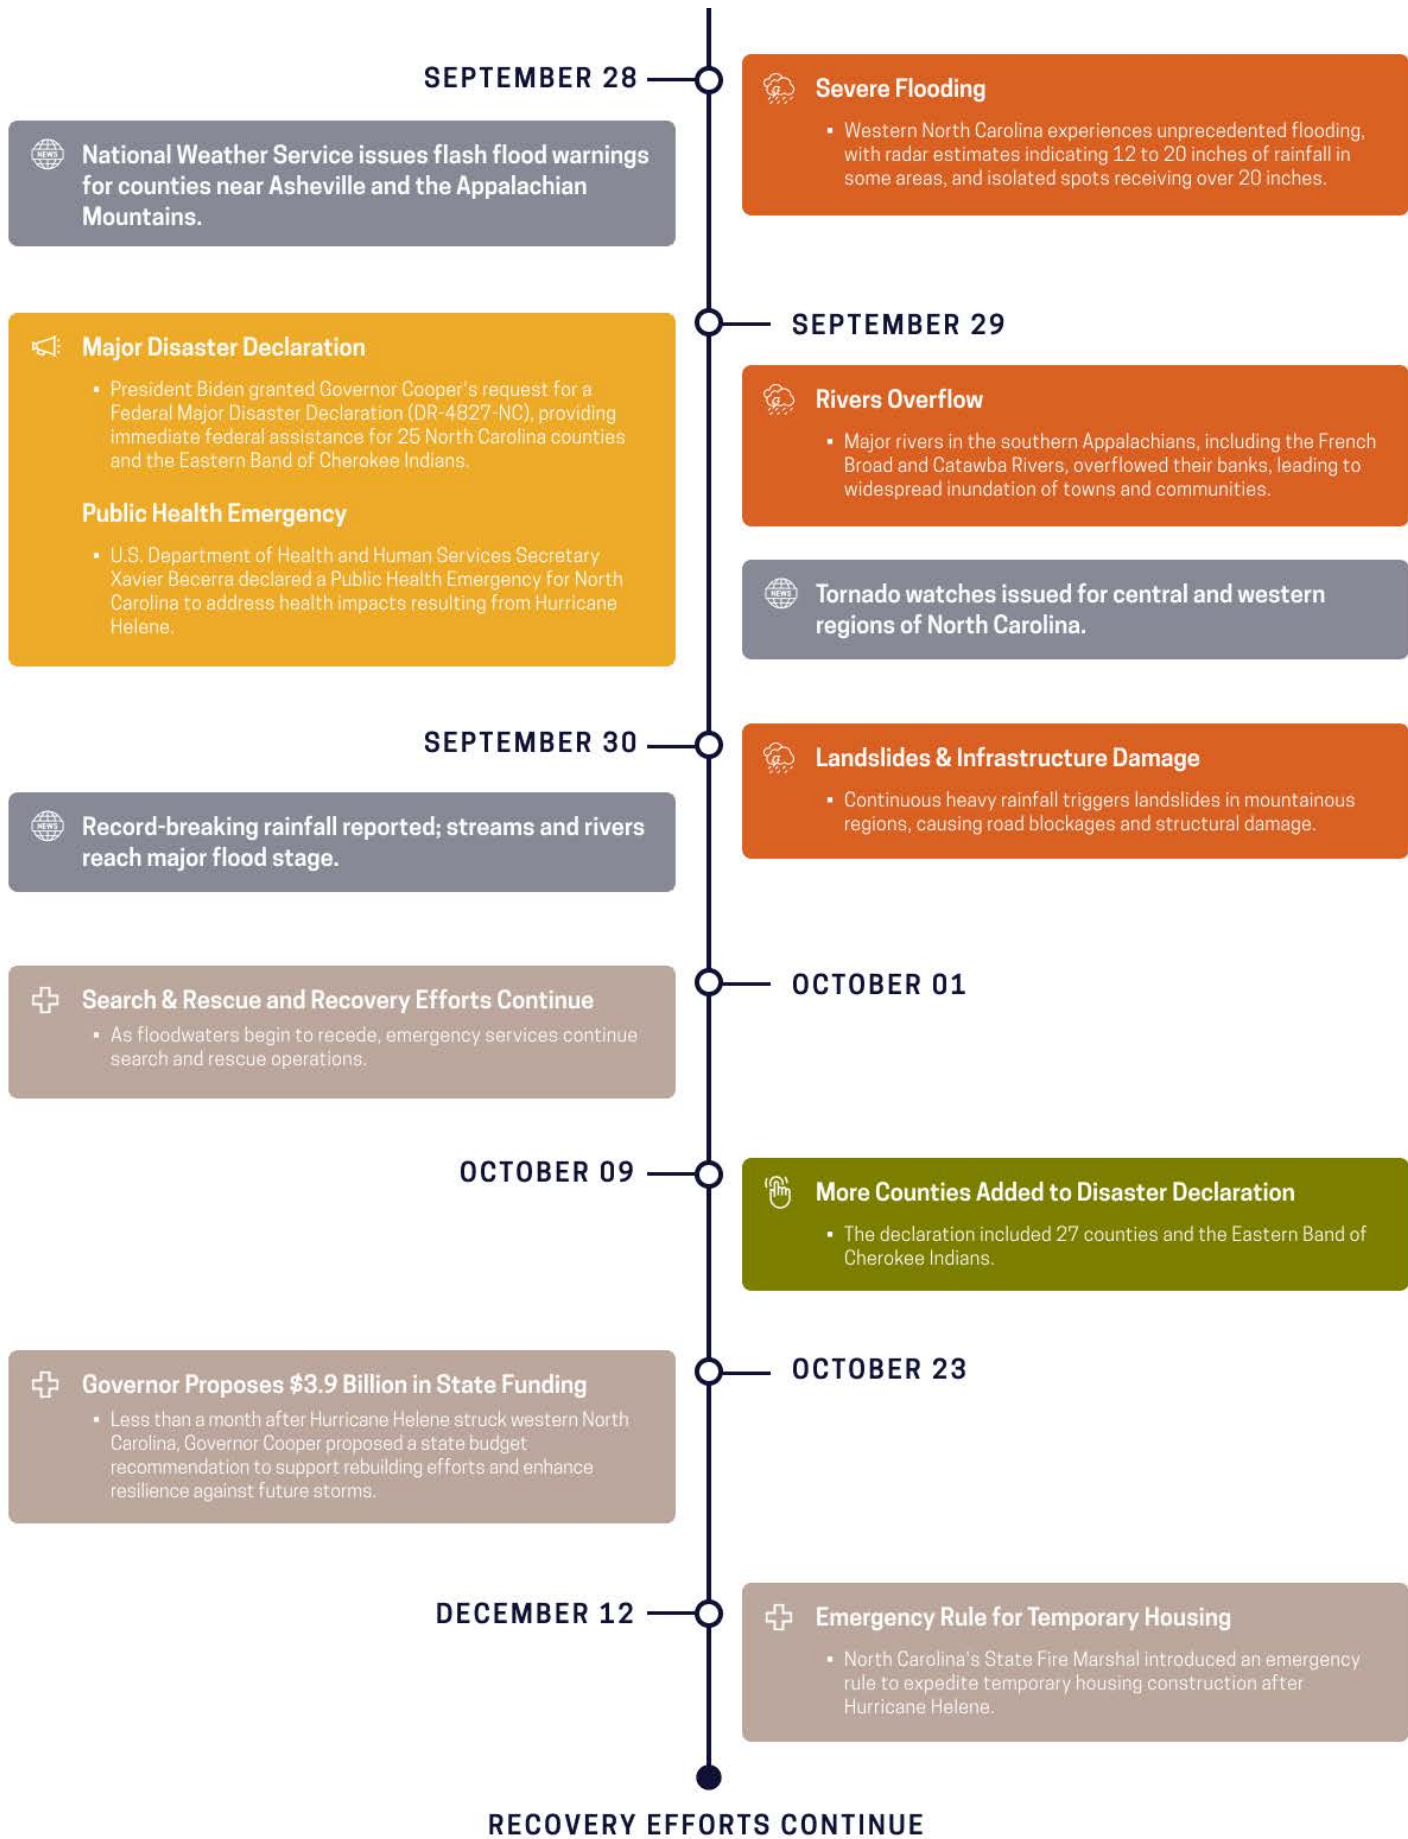 SEPTEMBER 28
NEWS
National Weather Service issues flash flood warnings
for counties near Asheville and the Appalachian
Mountains.
Severe Flooding
▪ Western North Carolina experiences unprecedented flooding,
with radar estimates indicating 12 to 20 inches of rainfall in
some areas, and isolated spots receiving over 20 inches.
SEPTEMBER 29
Major Disaster Declaration
▪ President Biden granted Governor Cooper's request for a
Federal Major Disaster Declaration (DR-4827-NC), providing
immediate federal assistance for 25 North Carolina counties
and the Eastern Band of Cherokee Indians.
Public Health Emergency
▪ U.S. Department of Health and Human Services Secretary
Xavier Becerra declared a Public Health Emergency for North
Carolina to address health impacts resulting from Hurricane
Helene.
Rivers Overflow
▪ Major rivers in the southern Appalachians, including the French
Broad and Catawba Rivers, overflowed their banks, leading to
widespread inundation of towns and communities.
NEWS
Tornado watches issued for central and western
regions of North Carolina.
SEPTEMBER 30
NEWS
Record-breaking rainfall reported; streams and rivers
reach major flood stage.
Landslides & Infrastructure Damage
▪ Continuous heavy rainfall triggers landslides in mountainous
regions, causing road blockages and structural damage.
OCTOBER 01
Search & Rescue and Recovery Efforts Continue
▪ As floodwaters begin to recede, emergency services continue
search and rescue operations.
OCTOBER 09
More Counties Added to Disaster Declaration
▪ The declaration included 27 counties and the Eastern Band of
Cherokee Indians.
OCTOBER 23
Governor Proposes $3.9 Billion in State Funding
▪ Less than a month after Hurricane Helene struck western North
Carolina, Governor Cooper proposed a state budget
recommendation to support rebuilding efforts and enhance
resilience against future storms.
DECEMBER 12
Emergency Rule for Temporary Housing
▪ North Carolina's State Fire Marshal introduced an emergency
rule to expedite temporary housing construction after
Hurricane Helene.
RECOVERY EFFORTS CONTINUE